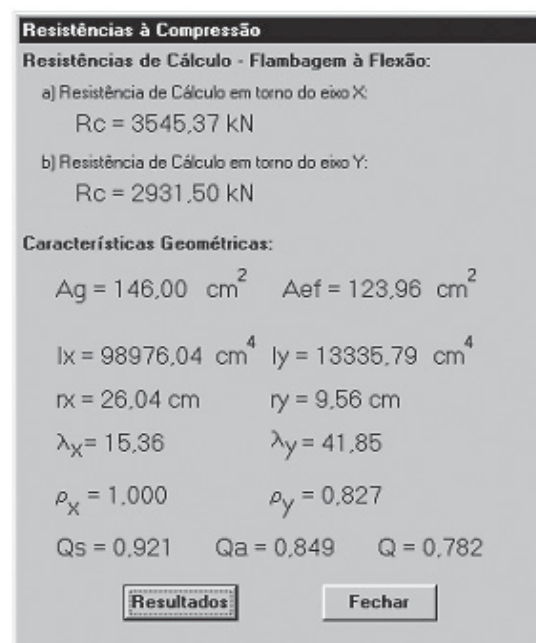 Resistências à Compressão
Resistências de Cálculo - Flambagem à Flexão:
a) Resistência de Cálculo em torno do eixo X:
Rc = 3545,37 kN
b) Resistência de Cálculo em torno do eixo Y:
Rc = 2931,50 kN
Características Geométricas:
Ag = 146,00 cm² Aef = 123,96 cm²
Ix = 98976,04 cm⁴ Iy = 13335,79 cm⁴
rx = 26,04 cm ry = 9,56 cm
λx= 15,36 λy = 41,85
ρx = 1,000 ρy = 0,827
Qs = 0,921 Qa = 0,849 Q = 0,782
Resultados Fechar